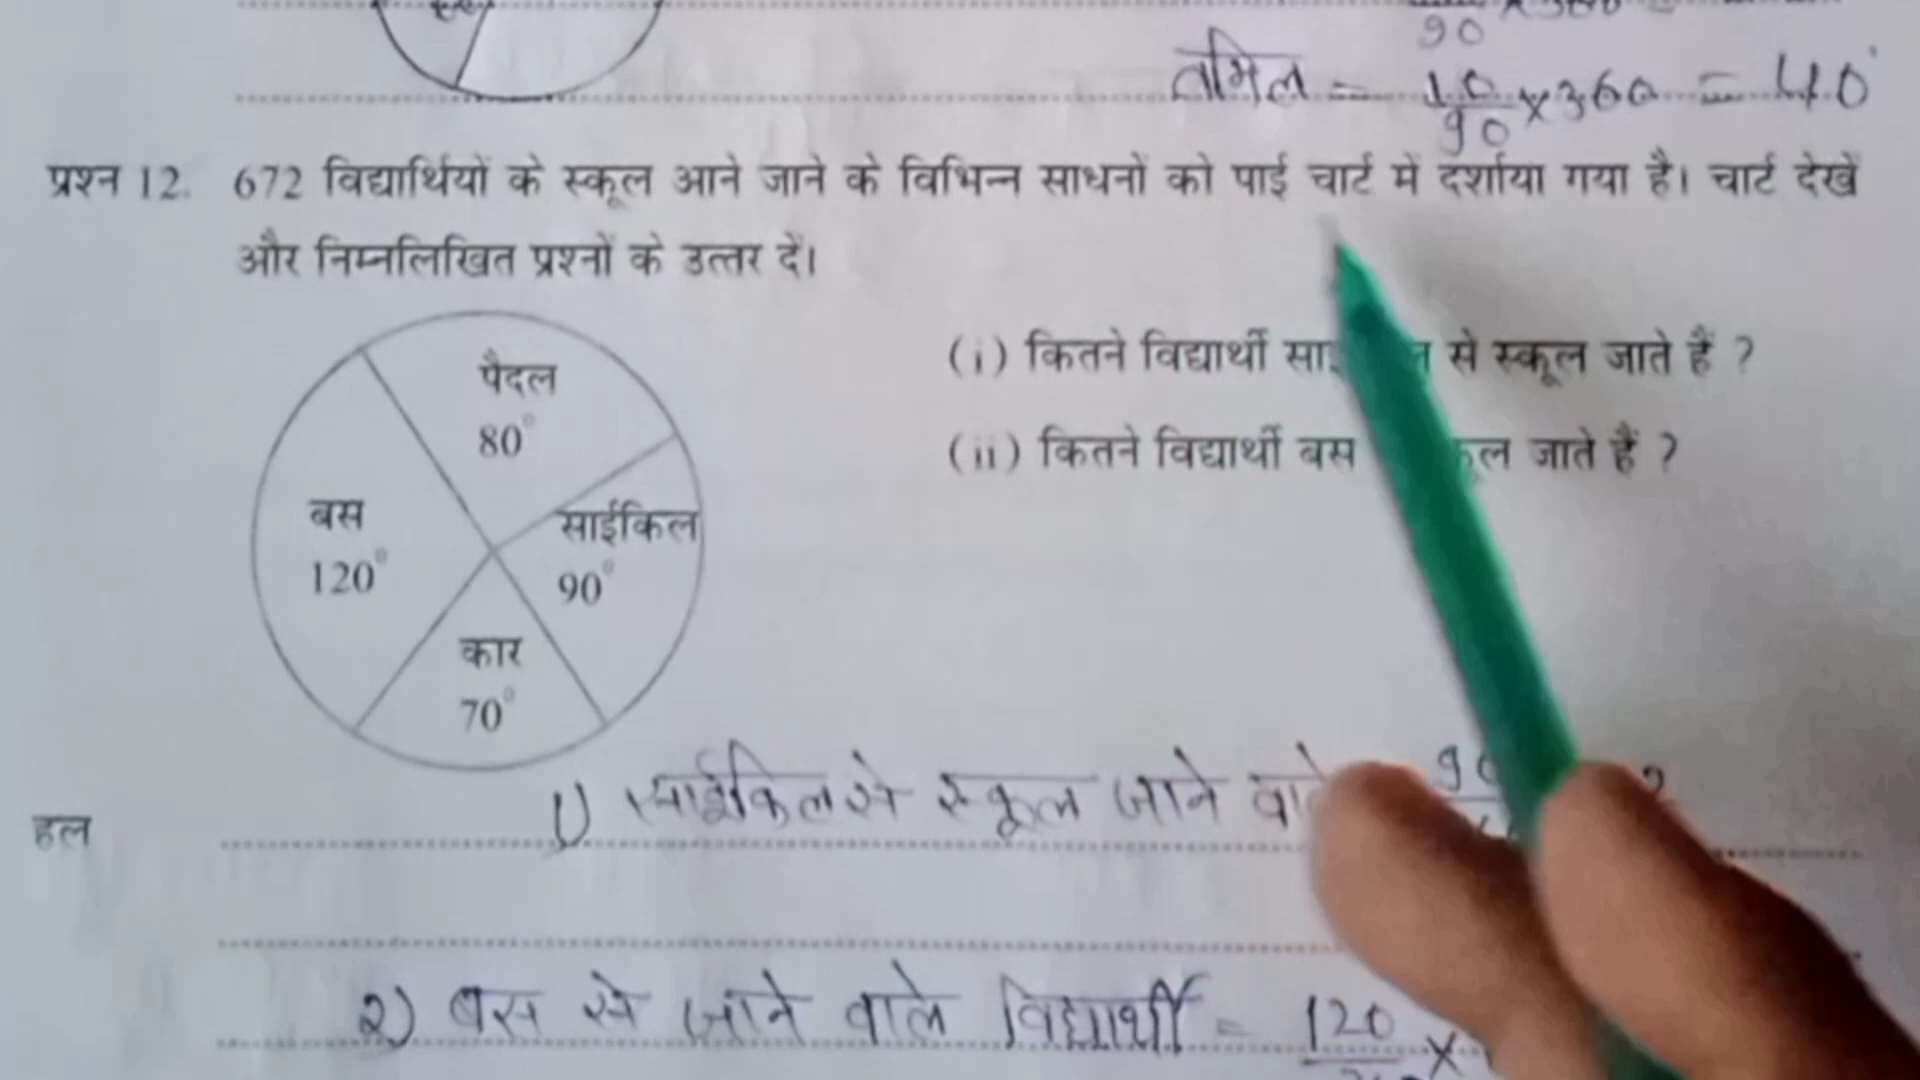 90
तमिल = 10/90 ×360 = 40°
प्रश्न 12. 672 विद्यार्थियों के स्कूल आने जाने के विभिन्न साधनों को पाई चार्ट में दर्शाया गया है। चार्ट देखें
और निम्नलिखित प्रश्नों के उत्तर दें।
पैदल
80°
बस
120°
साईकिल
90°
कार
70°
(i) कितने विद्यार्थी से स्कूल जाते हैं ?
(ii) कितने विद्यार्थी बस जाते हैं ?
हल
1) साईकिल से स्कूल जाने
2) बस से जाने वाले विद्यार्थी = 120 ×